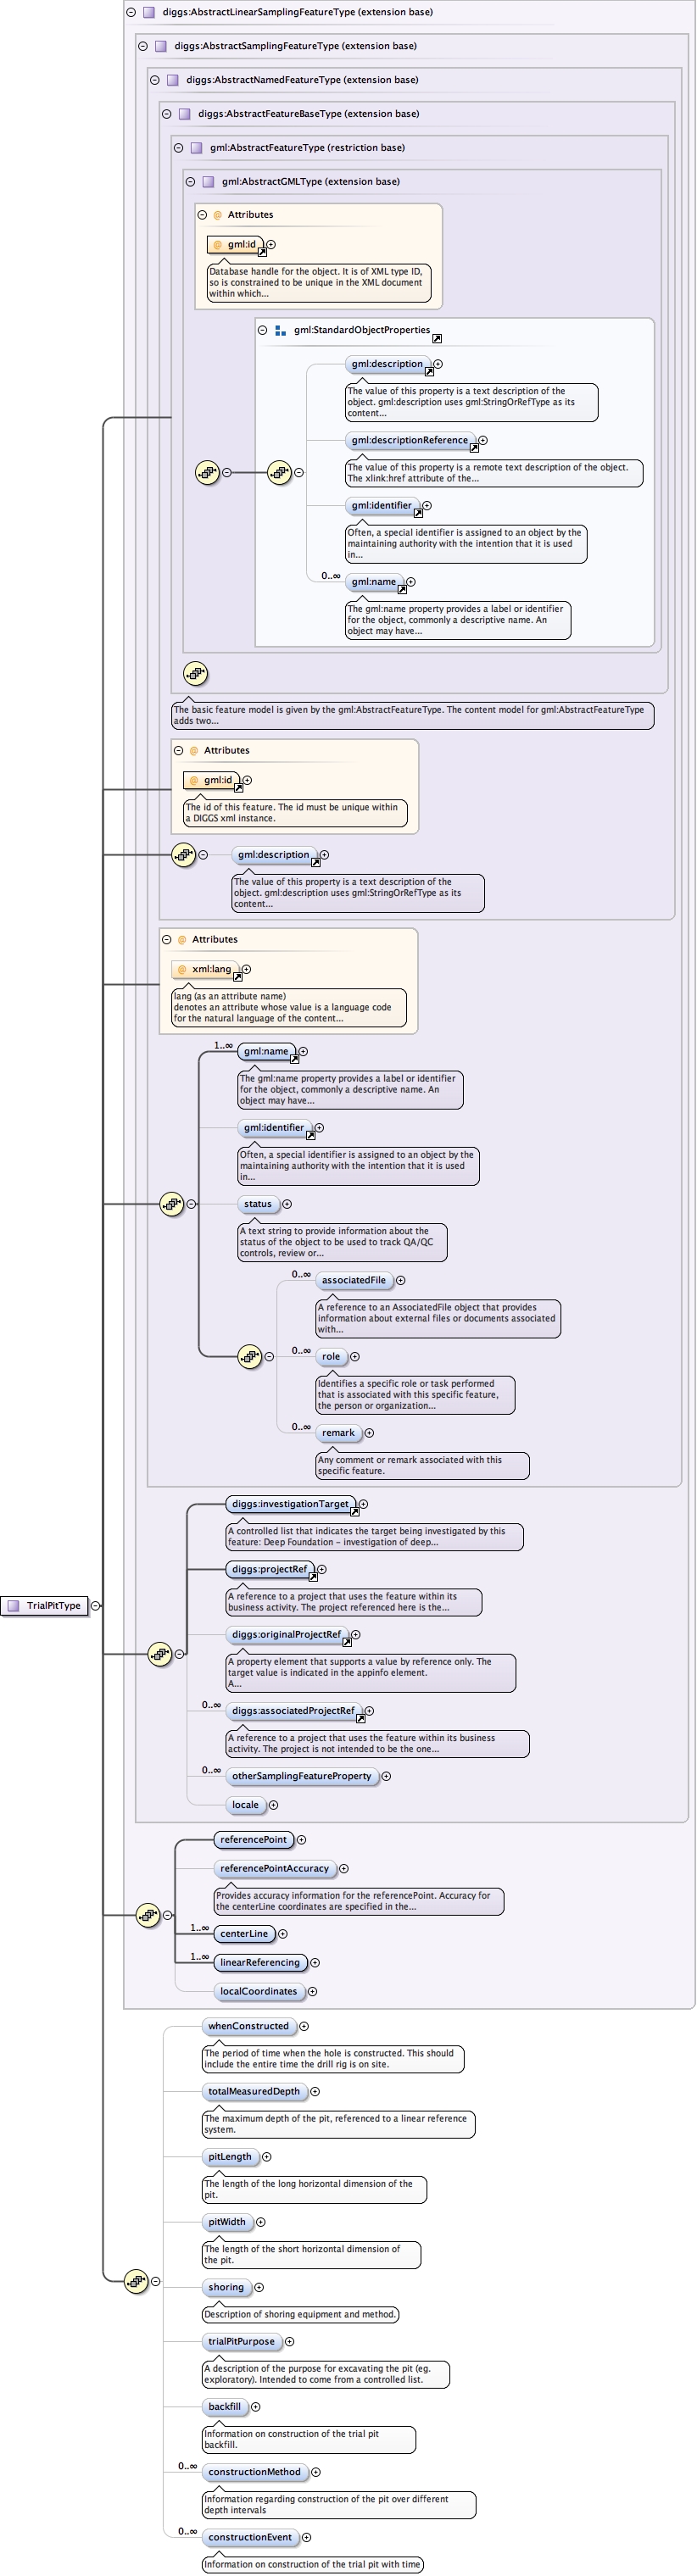 diggs:AbstractLinearSamplingFeatureType (extension base)
diggs:AbstractSamplingFeatureType (extension base)
diggs:AbstractNamedFeatureType (extension base)
diggs:AbstractFeatureBaseType (extension base)
gml:AbstractFeatureType (restriction base)
gml:AbstractGMLType (extension base)
@ Attributes
@ gml:id
Database handle for the object. It is of XML type ID,
so is constrained to be unique in the XML document
within which...
gml:StandardObjectProperties
gml:description
The value of this property is a text description of the
object. gml:description uses gml:StringOrRefType as its
content...
gml:descriptionReference
The value of this property is a remote text description of the object.
The xlink:href attribute of the...
gml:identifier
Often, a special identifier is assigned to an object by the
maintaining authority with the intention that it is used
in...
0..∞
gml:name
The gml:name property provides a label or identifier
for the object, commonly a descriptive name. An
object may have...
The basic feature model is given by the gml:AbstractFeatureType. The content model for gml:AbstractFeatureType
adds two...
@ Attributes
@ gml:id
The id of this feature. The id must be unique within
a DIGGS xml instance.
gml:description
The value of this property is a text description of the
object. gml:description uses gml:StringOrRefType as its
content...
@ Attributes
@ xml:lang
lang (as an attribute name)
denotes an attribute whose value is a language code
for the natural language of the content...
1..∞
gml:name
The gml:name property provides a label or identifier
for the object, commonly a descriptive name. An
object may have...
gml:identifier
Often, a special identifier is assigned to an object by the
maintaining authority with the intention that it is used
in...
status
A text string to provide information about the
status of the object to be used to track QA/QC
controls, review or...
0..∞
associatedFile
A reference to an AssociatedFile object that provides
information about external files or documents associated
with...
0..∞
role
Identifies a specific role or task performed
that is associated with this specific feature,
the person or organization...
0..∞
remark
Any comment or remark associated with this
specific feature.
diggs:investigationTarget
A controlled list that indicates the target being investigated by this
feature: Deep Foundation - investigation of deep...
diggs:projectRef
A reference to a project that uses the feature within its
business activity. The project referenced here is the...
TrialPitType
diggs:originalProjectRef
A property element that supports a value by reference only. The
target value is indicated in the appinfo element.
A...
0..∞
diggs:associatedProjectRef
A reference to a project that uses the feature within its business
activity. The project is not intended to be the one...
0..∞
otherSamplingFeatureProperty
locale
referencePoint
referencePointAccuracy
Provides accuracy information for the referencePoint. Accuracy for
the centerLine coordinates are specified in the...
1..∞
centerLine
1..∞
linearReferencing
localCoordinates
whenConstructed
The period of time when the hole is constructed. This should
include the entire time the drill rig is on site.
totalMeasuredDepth
The maximum depth of the pit, referenced to a linear reference
system.
pitLength
The length of the long horizontal dimension of the
pit.
pitWidth
The length of the short horizontal dimension of
the pit.
shoring
Description of shoring equipment and method.
trialPitPurpose
A description of the purpose for excavating the pit (eg.
exploratory). Intended to come from a controlled list.
backfill
Information on construction of the trial pit
backfill.
0..∞
constructionMethod
Information regarding construction of the pit over different
depth intervals
0..∞
constructionEvent
Information on construction of the trial pit with time